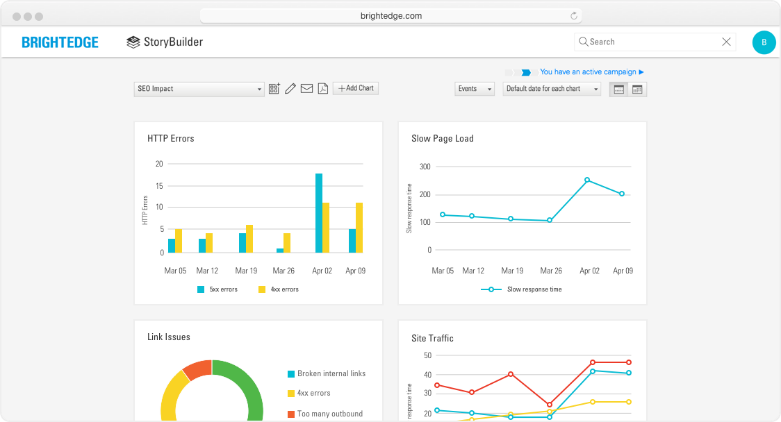 brightedge.com
BRIGHTEDGE StoryBuilder Search B
You have an active campaign
SEO Impact +Add Chart Events Default date for each chart
HTTP Errors
20
15
10
5
0
HTTP Errors
Mar 05 Mar 12 Mar 19 Mar 26 Apr 02 Apr 09
5xx errors 4xx errors
Slow Page Load
300
200
100
0
Slow response time
Mar 05 Mar 12 Mar 19 Mar 26 Apr 02 Apr 09
Slow response time
Link Issues
Broken internal links
4xx errors
Too many outbound
Site Traffic
50
40
30
20
response time